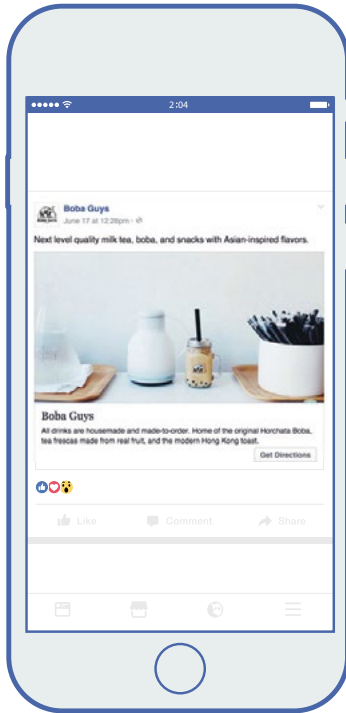 2:04
Boba Guys
June 17 at 12:28pm
Next level quality milk tea, boba, and snacks with Asian-inspired flavors.
Boba Guys
All drinks are housemade and made-to-order. Home of the original Horchata Boba,
tea frescas made from real fruit, and the modern Hong Kong toast.
Get Directions
Like Comment Share